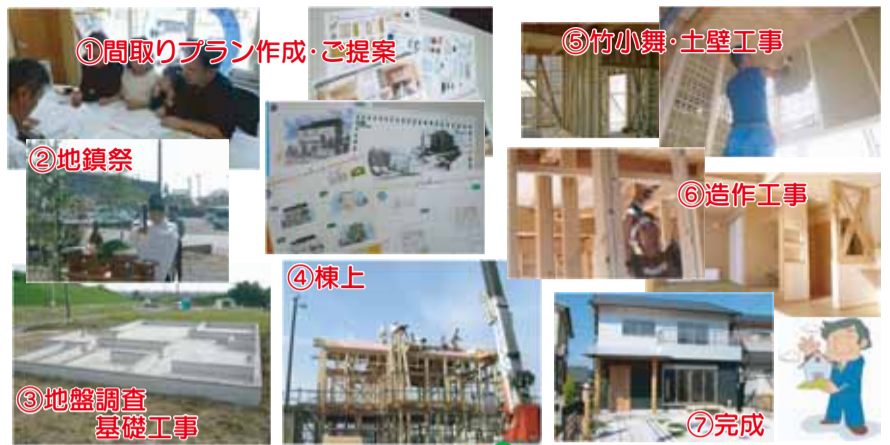 ①間取りプラン作成・ご提案
②地鎮祭
③地盤調査
基礎工事
④棟上
⑤竹小舞・土壁工事
⑥造作工事
⑦完成